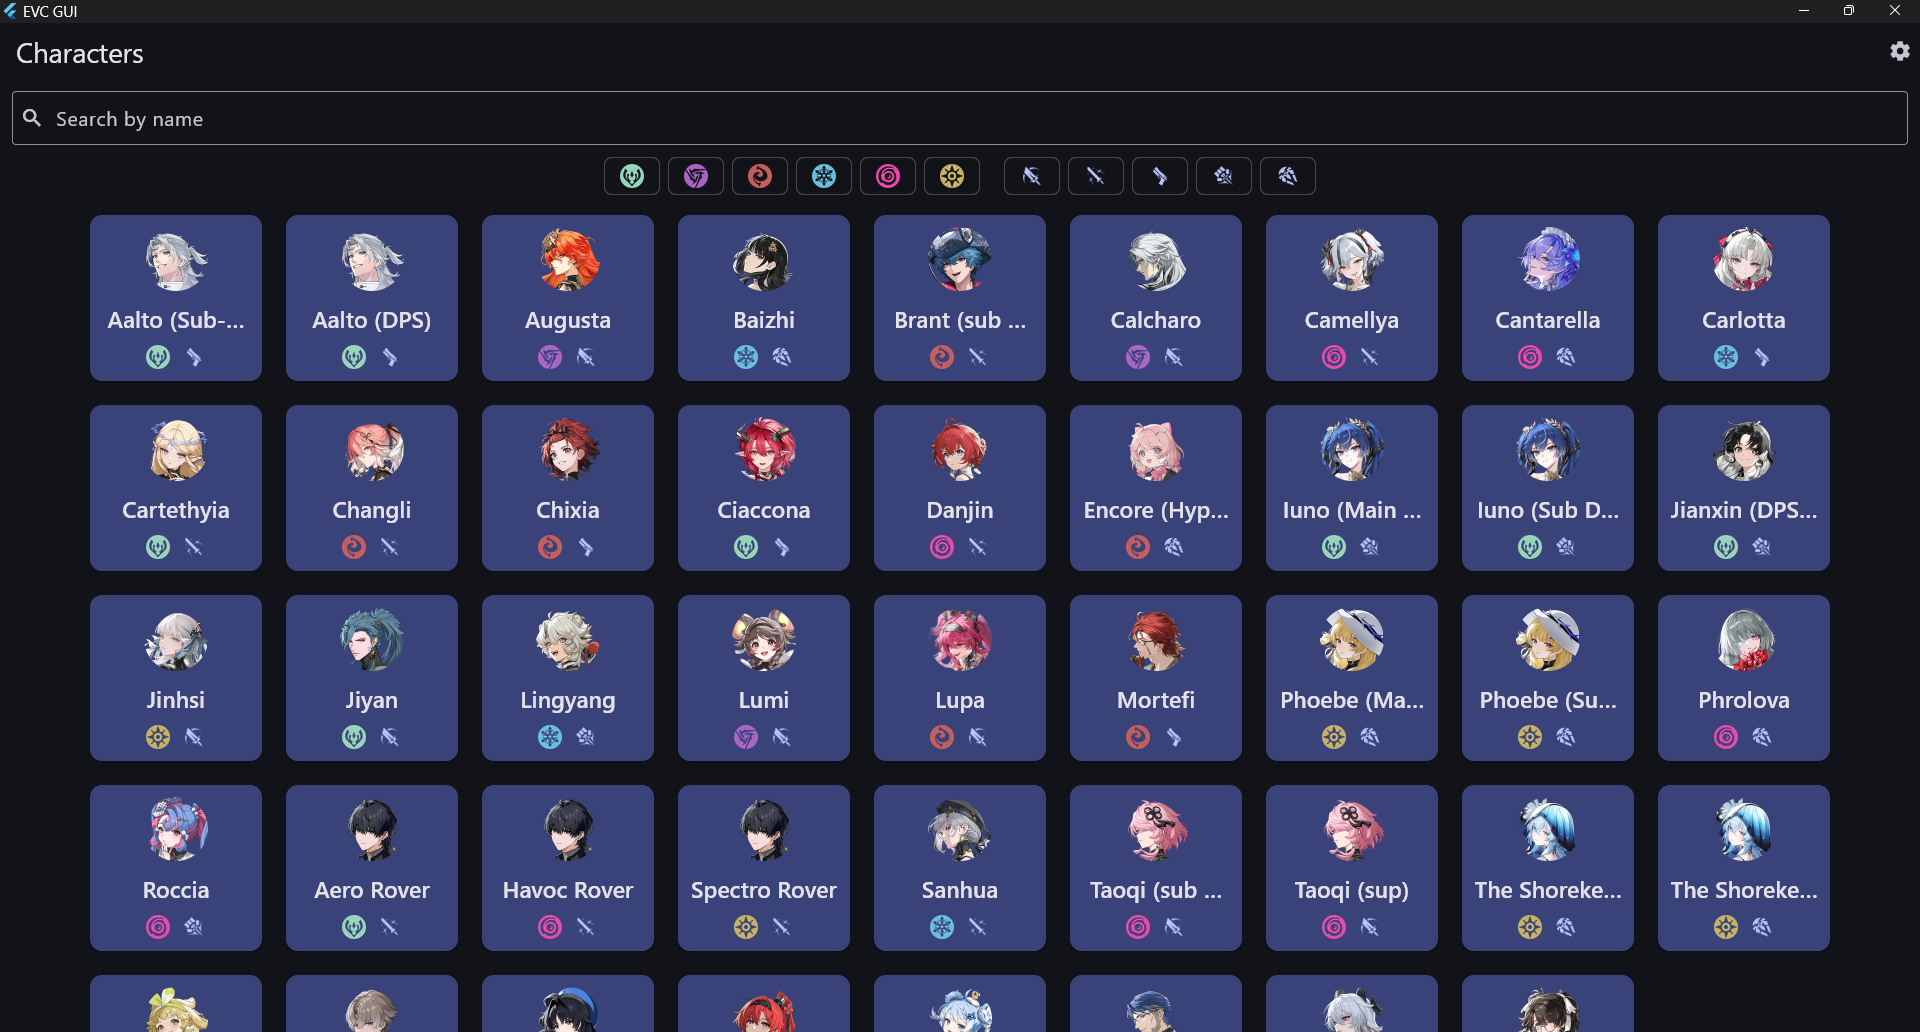 EVC GUI
Characters
Search by name
Aalto (Sub-...
Aalto (DPS)
Augusta
Baizhi
Brant (sub ...
Calcharo
Camellya
Cantarella
Carlotta
Cartethyia
Changli
Chixia
Ciaccona
Danjin
Encore (Hyp...
Iuno (Main ...
Iuno (Sub D...
Jianxin (DPS...
Jinhsi
Jiyan
Lingyang
Lumi
Lupa
Mortefi
Phoebe (Ma...
Phoebe (Su...
Phrolova
Roccia
Aero Rover
Havoc Rover
Spectro Rover
Sanhua
Taoqi (sub ...
Taoqi (sup)
The Shoreke...
The Shoreke...